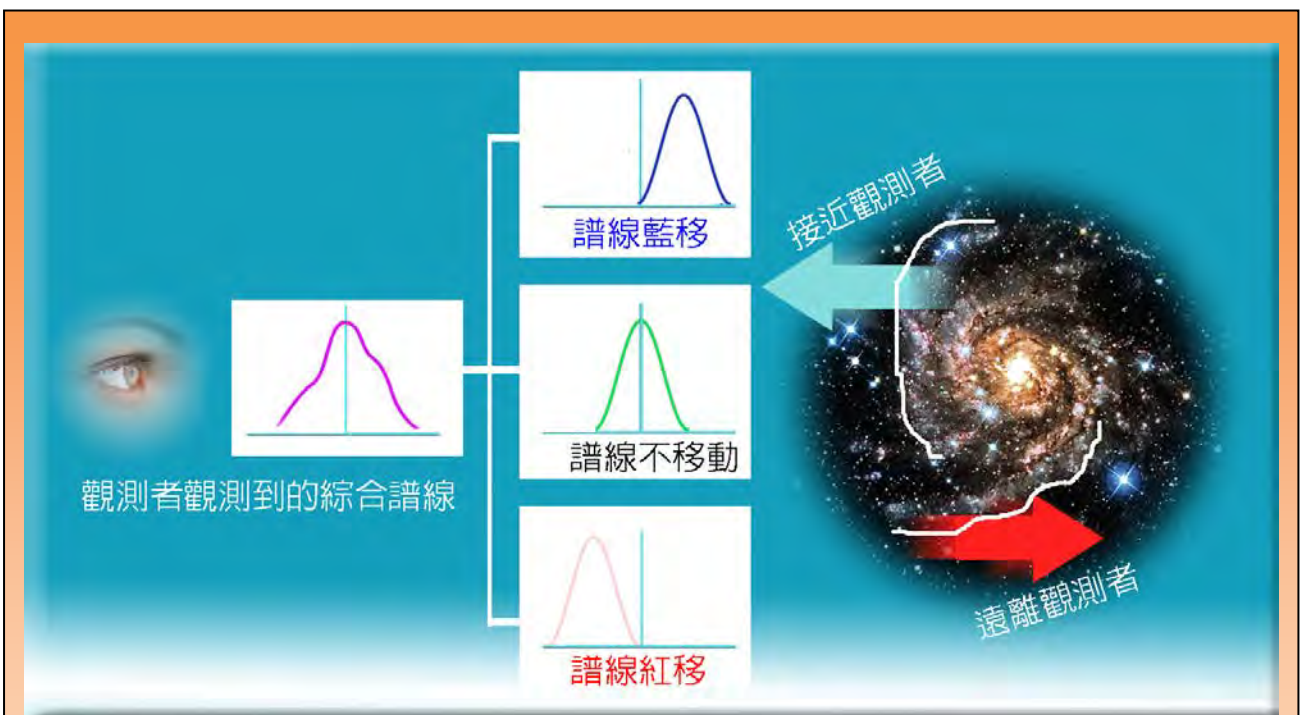 譜線藍移
接近觀測者
觀測者觀測到的綜合譜線
譜線不移動
譜線紅移
遠離觀測者